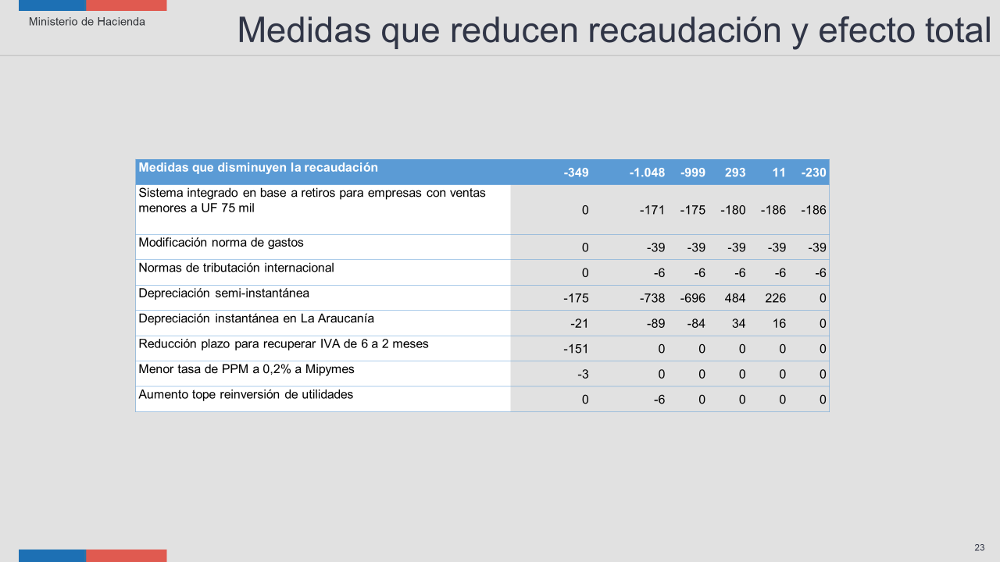 Ministerio de Hacienda
Medidas que reducen recaudación y efecto total
Medidas que disminuyen la recaudación -349 -1.048 -999 293 11 -230
Sistema integrado en base a retiros para empresas con ventas
menores a UF 75 mil 0 -171 -175 -180 -186 -186
Modificación norma de gastos 0 -39 -39 -39 -39 -39
Normas de tributación internacional 0 -6 -6 -6 -6 -6
Depreciación semi-instantánea -175 -738 -696 484 226 0
Depreciación instantánea en La Araucanía -21 -89 -84 34 16 0
Reducción plazo para recuperar IVA de 6 a 2 meses -151 0 0 0 0 0
Menor tasa de PPM a 0,2% a Mipymes -3 0 0 0 0 0
Aumento tope reinversión de utilidades 0 -6 0 0 0 0
23